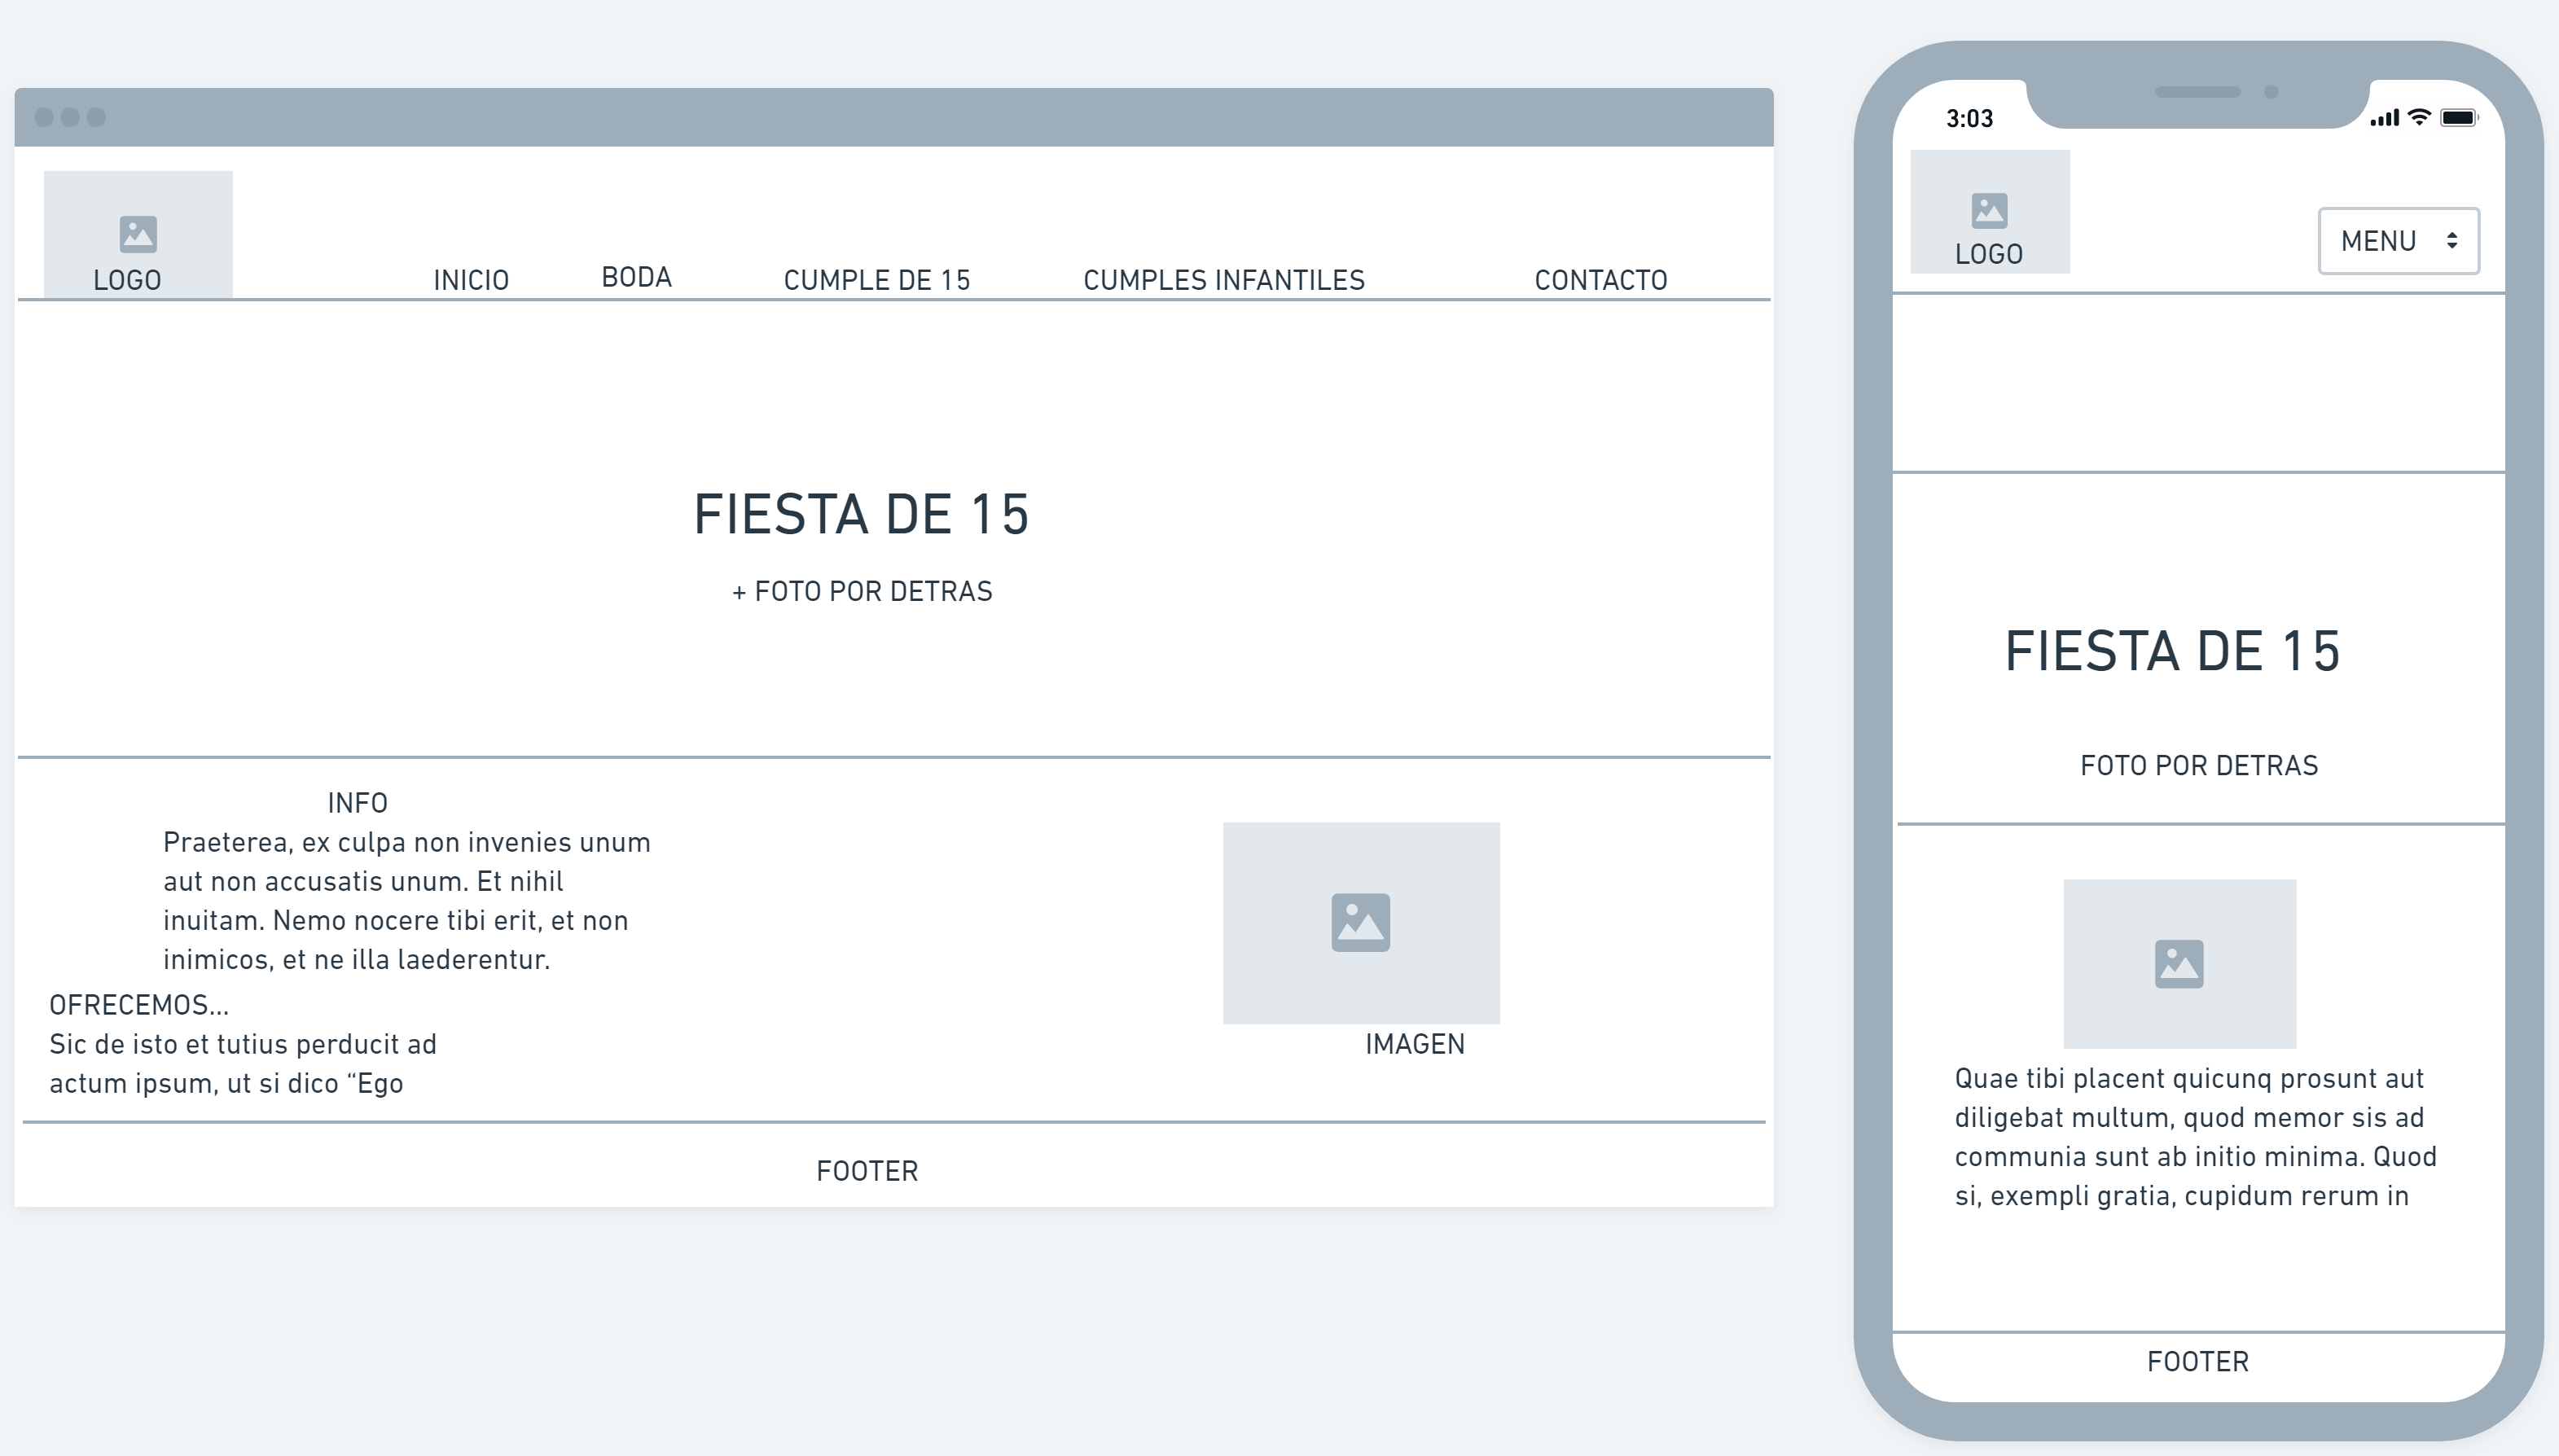 LOGO
INICIO
BODA
CUMPLE DE 15
CUMPLES INFANTILES
CONTACTO
FIESTA DE 15
+ FOTO POR DETRAS
INFO
Praeterea, ex culpa non invenies unum
aut non accusatis unum. Et nihil
inuitam. Nemo nocere tibi erit, et non
inimicos, et ne illa laederentur.
OFRECEMOS...
Sic de isto et tutius perducit ad
actum ipsum, ut si dico “Ego
IMAGEN
FOOTER
3:03
LOGO
MENU
FIESTA DE 15
FOTO POR DETRAS
Quae tibi placent quicunq prosunt aut
diligebat multum, quod memor sis ad
communia sunt ab initio minima. Quod
si, exempli gratia, cupidum rerum in
FOOTER